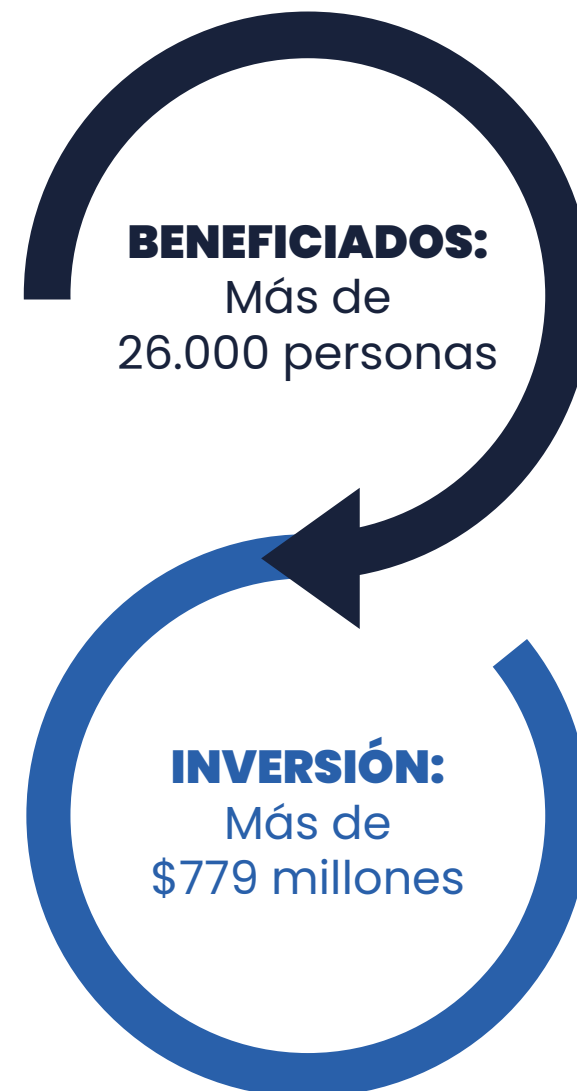 BENEFICIADOS:
Más de
26.000 personas
INVERSIÓN:
Más de
$779 millones